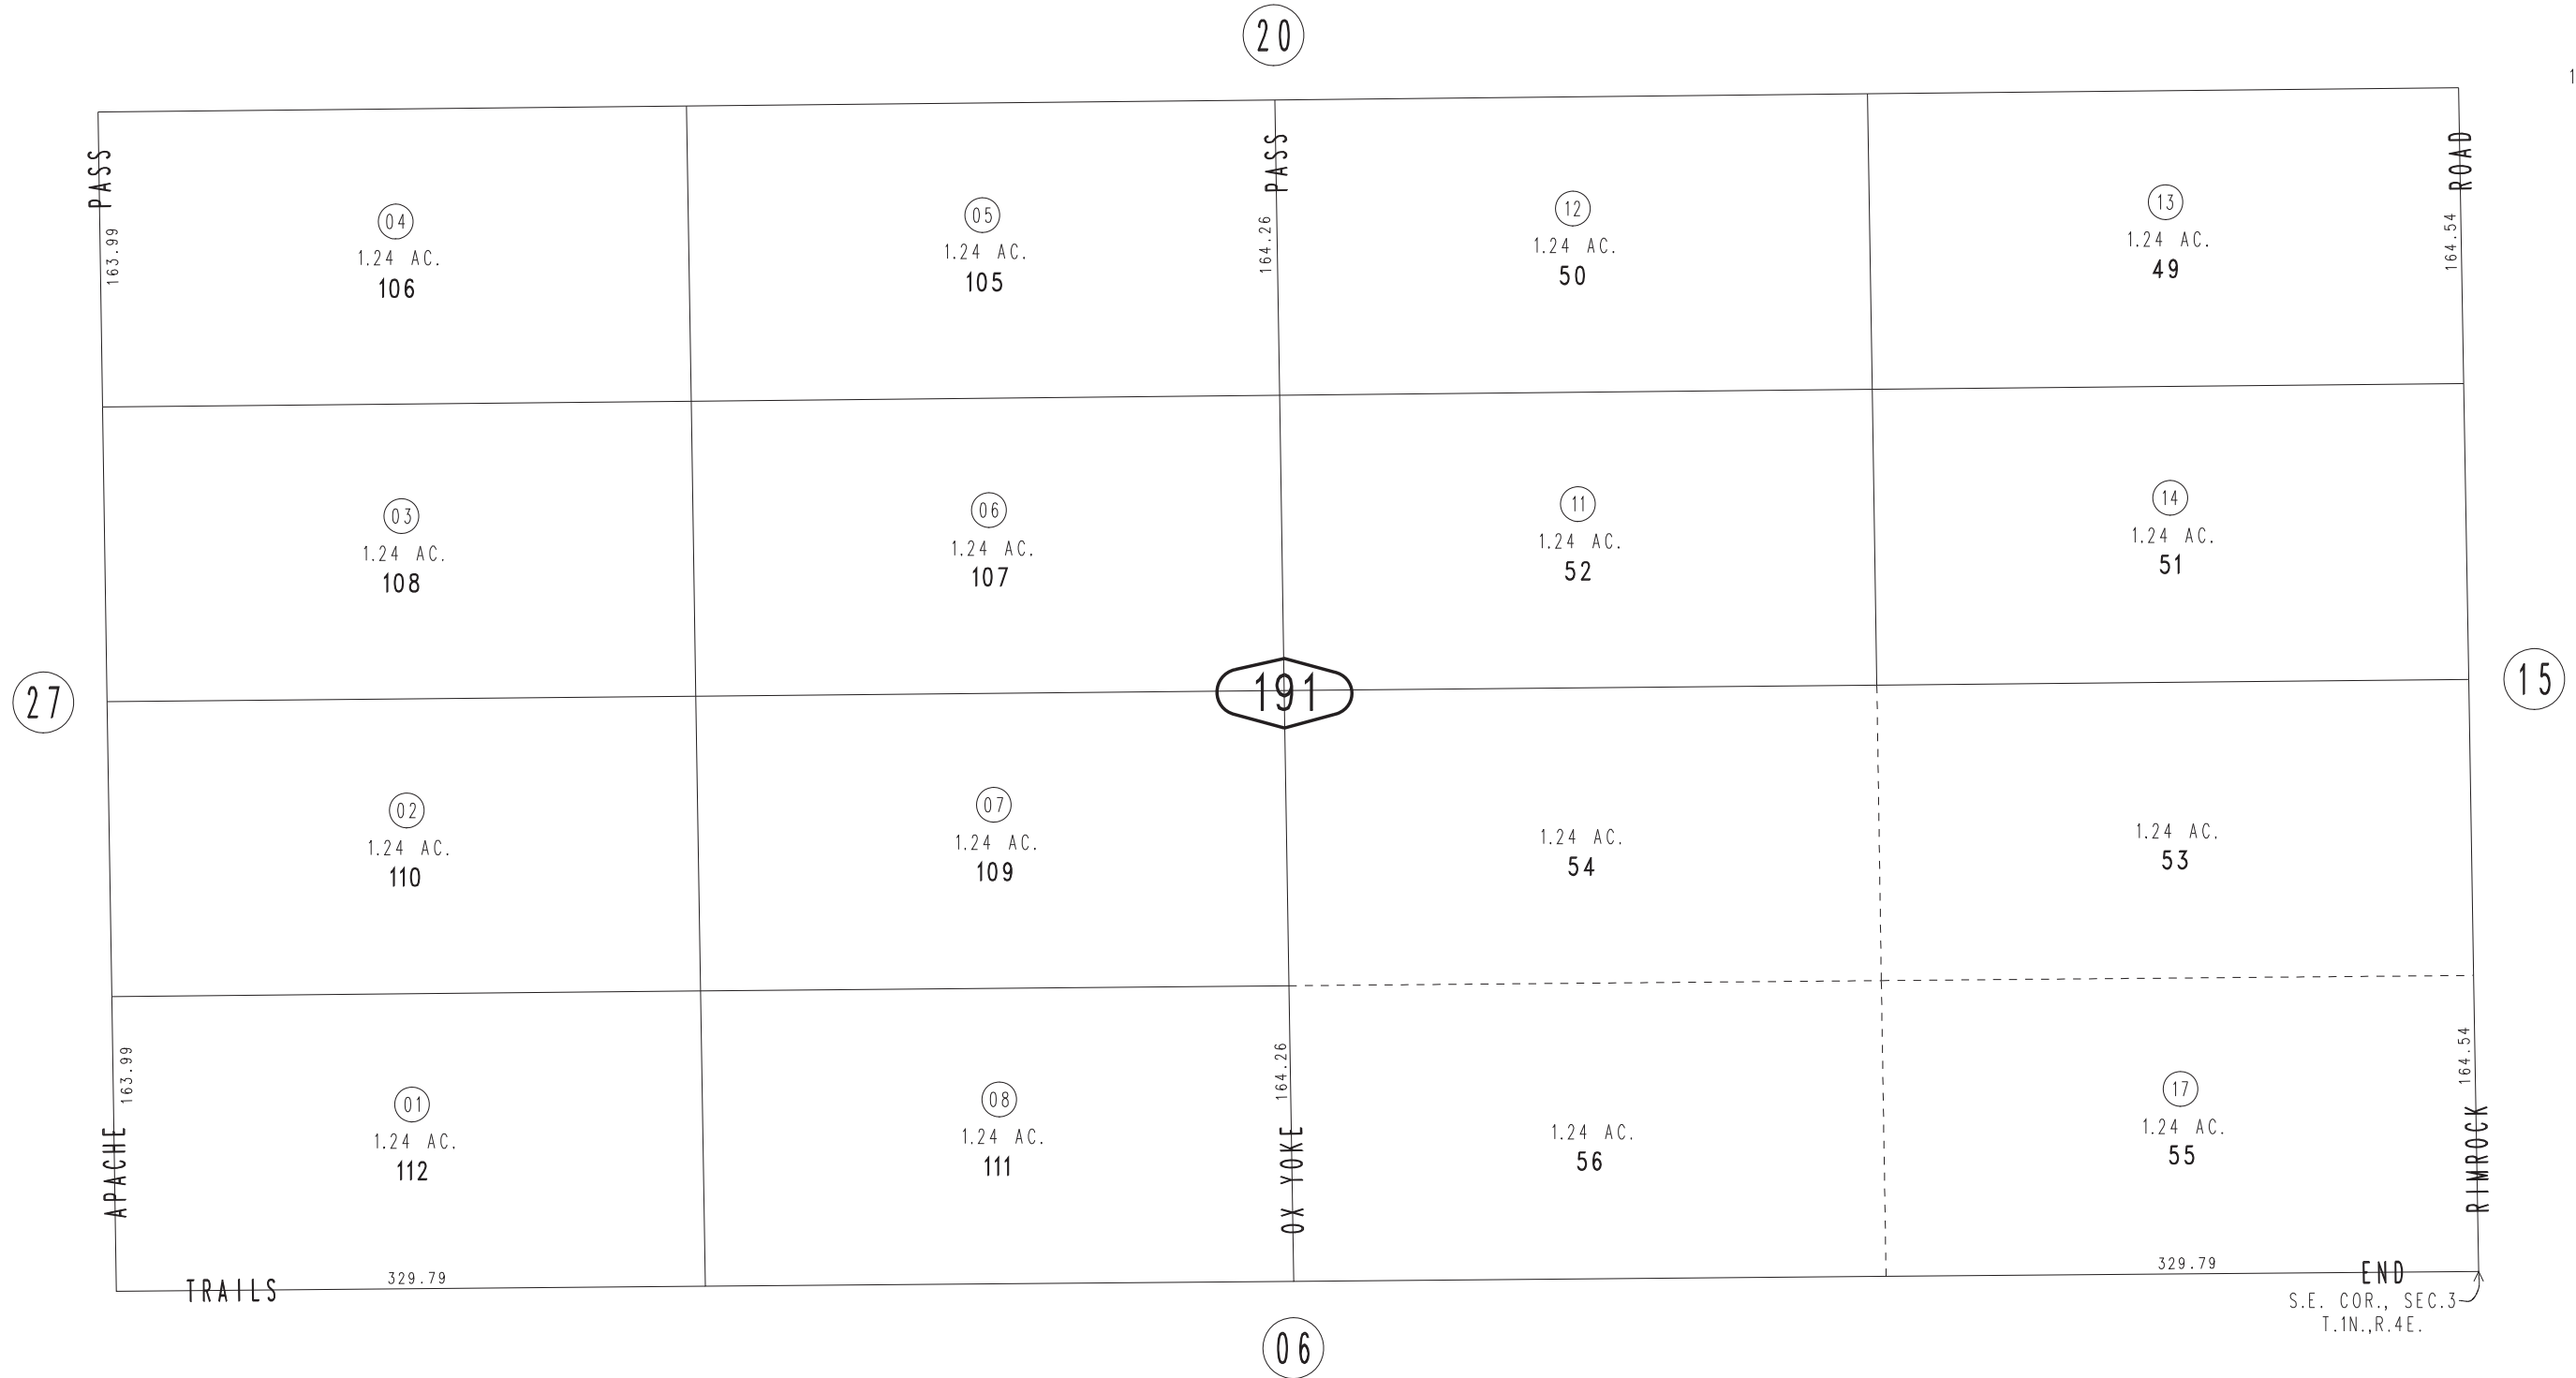 20
1
PASS
PASS
ROAD
163.99
164.26
164.54
04
1.24 AC.
106
05
1.24 AC.
105
12
1.24 AC.
50
13
1.24 AC.
49
03
1.24 AC.
108
06
1.24 AC.
107
11
1.24 AC.
52
14
1.24 AC.
51
27
191
15
02
1.24 AC.
110
07
1.24 AC.
109
1.24 AC.
54
1.24 AC.
53
163.99
164.26
164.54
01
1.24 AC.
112
08
1.24 AC.
111
1.24 AC.
56
17
1.24 AC.
55
APACHE
OX YOKE
RIMROCK
TRAILS
329.79
329.79
END
S.E. COR., SEC.3
T.1N.,R.4E.
06